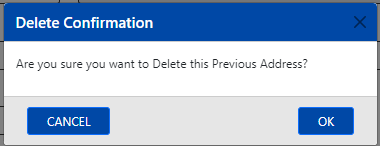 Delete Confirmation
Are you sure you want to Delete this Previous Address?
CANCEL
OK